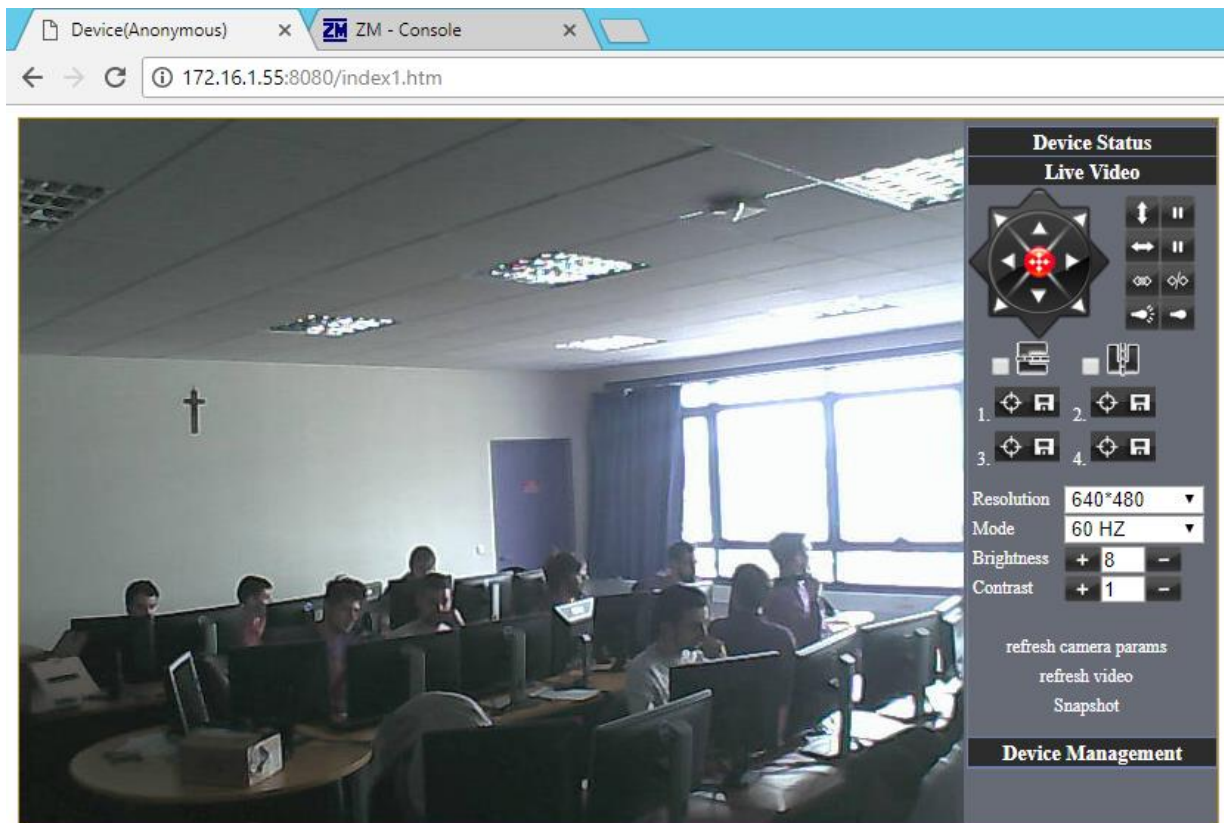 Device(Anonymous)
ZM ZM - Console
172.16.1.55:8080/index1.htm
Device Status
Live Video
1. 2.
3. 4.
Resolution 640*480
Mode 60 HZ
Brightness + 8 -
Contrast + 1 -
refresh camera params
refresh video
Snapshot
Device Management